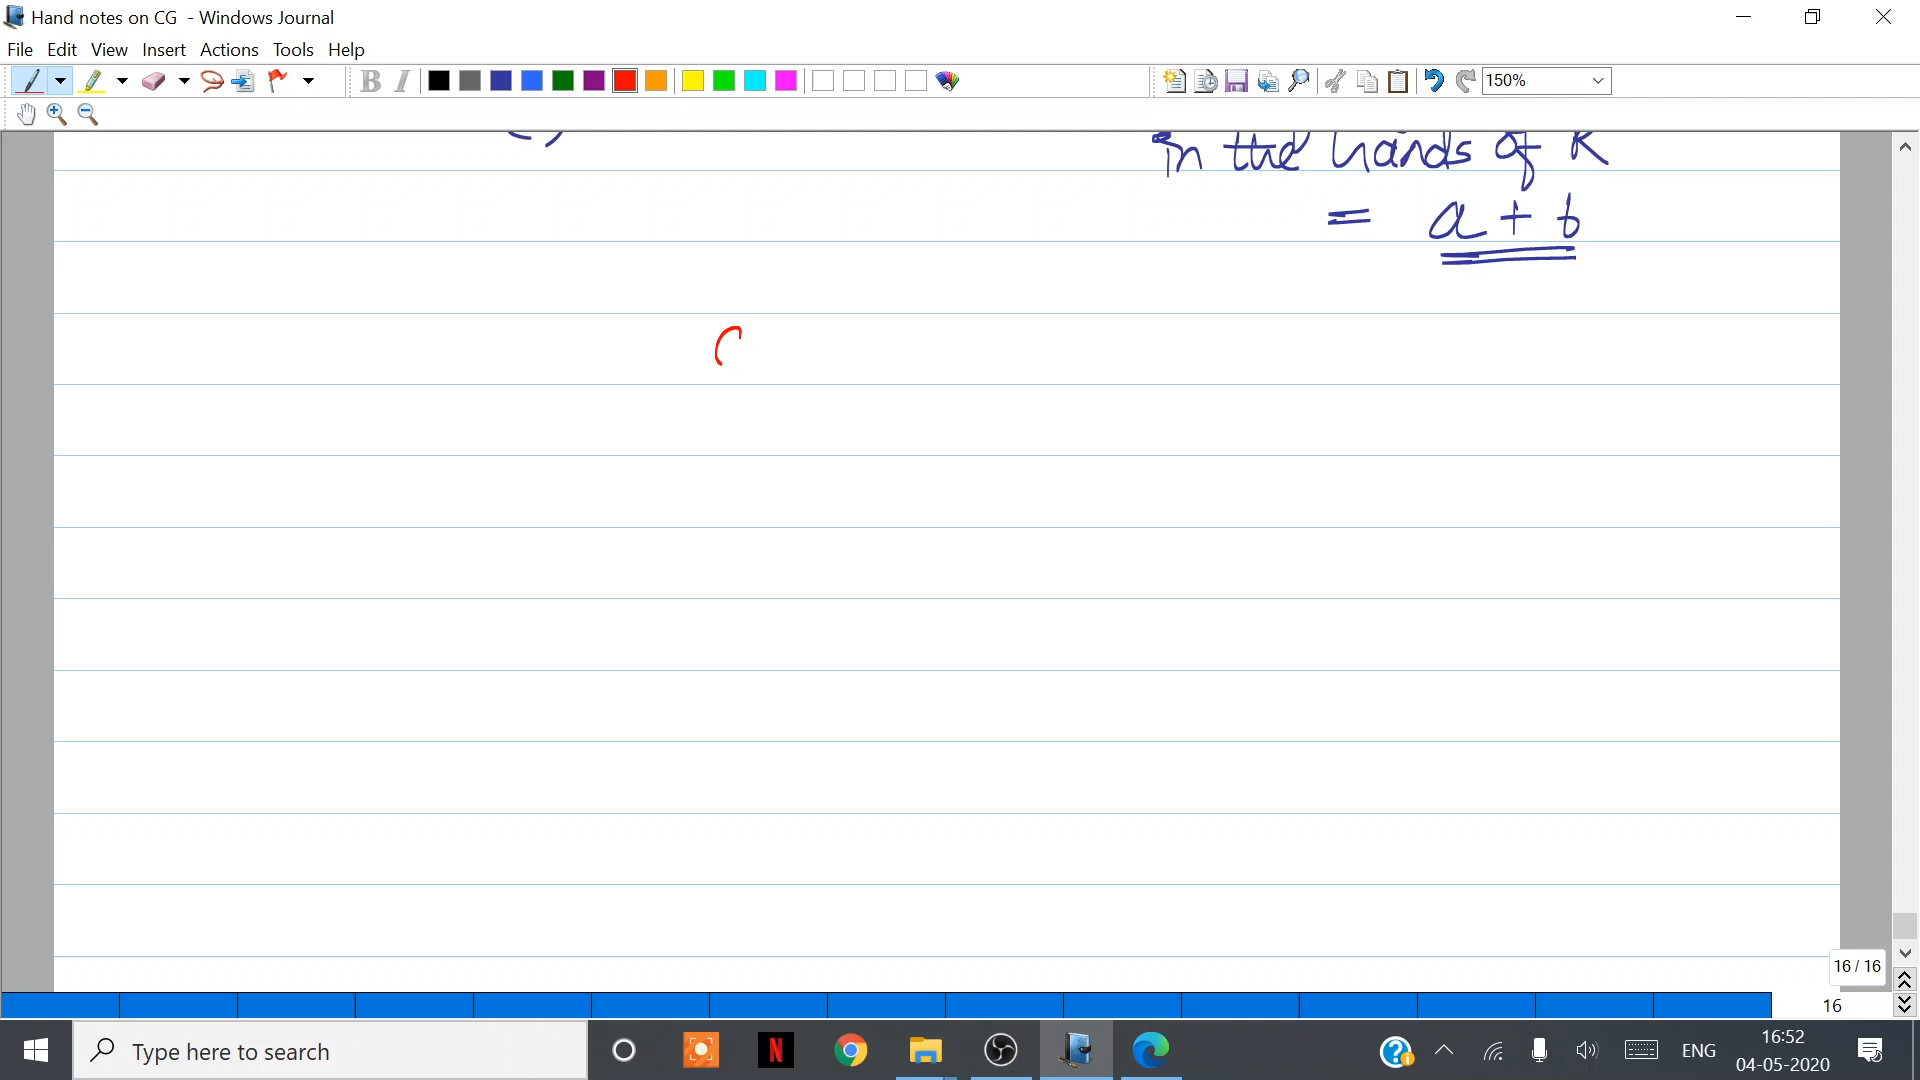 Hand notes on CG - Windows Journal
File Edit View Insert Actions Tools Help
B I 150%
in the hands of R
= a + b
16 / 16
16
Type here to search
N
ENG
16:52
04-05-2020